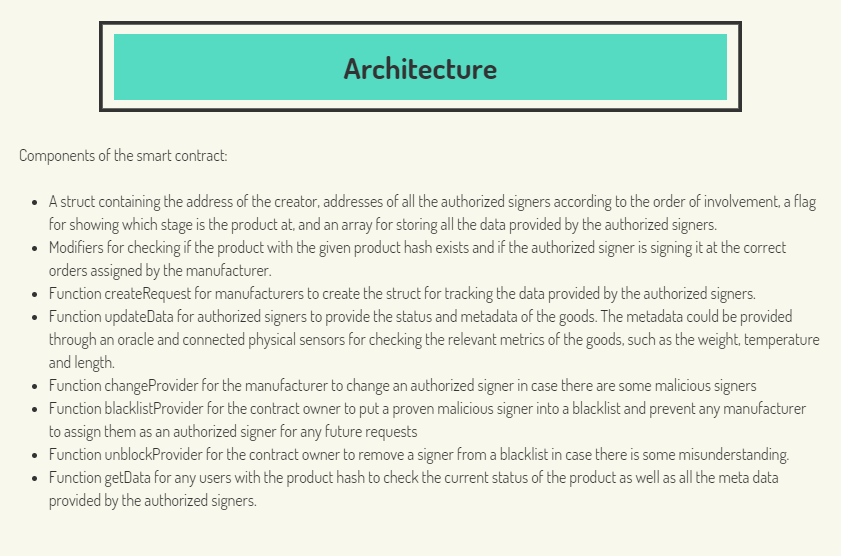 Architecture
Components of the smart contract:
• A struct containing the address of the creator, addresses of all the authorized signers according to the order of involvement, a flag
for showing which stage is the product at, and an array for storing all the data provided by the authorized signers.
• Modifiers for checking if the product with the given product hash exists and if the authorized signer is signing it at the correct
orders assigned by the manufacturer.
• Function createRequest for manufacturers to create the struct for tracking the data provided by the authorized signers.
• Function updateData for authorized signers to provide the status and metadata of the goods. The metadata could be provided
through an oracle and connected physical sensors for checking the relevant metrics of the goods, such as the weight, temperature
and length.
• Function changeProvider for the manufacturer to change an authorized signer in case there are some malicious signers
• Function blacklistProvider for the contract owner to put a proven malicious signer into a blacklist and prevent any manufacturer
to assign them as an authorized signer for any future requests
• Function unblockProvider for the contract owner to remove a signer from a blacklist in case there is some misunderstanding.
• Function getData for any users with the product hash to check the current status of the product as well as all the meta data
provided by the authorized signers.